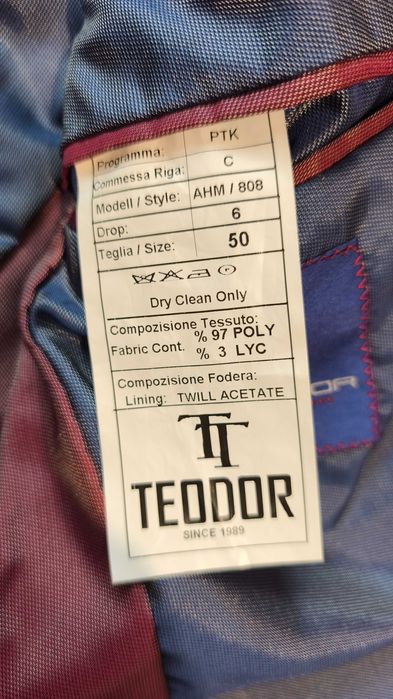 Programma: PTK
Commessa Riga: C
Modell / Style: AHM / 808
Drop: 6
Teglia / Size: 50
Dry Clean Only
Compozisione Tessuto:
Fabric Cont. % 97 POLY
% 3 LYC
Compozisione Fodera:
Lining: TWILL ACETATE
TT
TEODOR
SINCE 1989
DOR